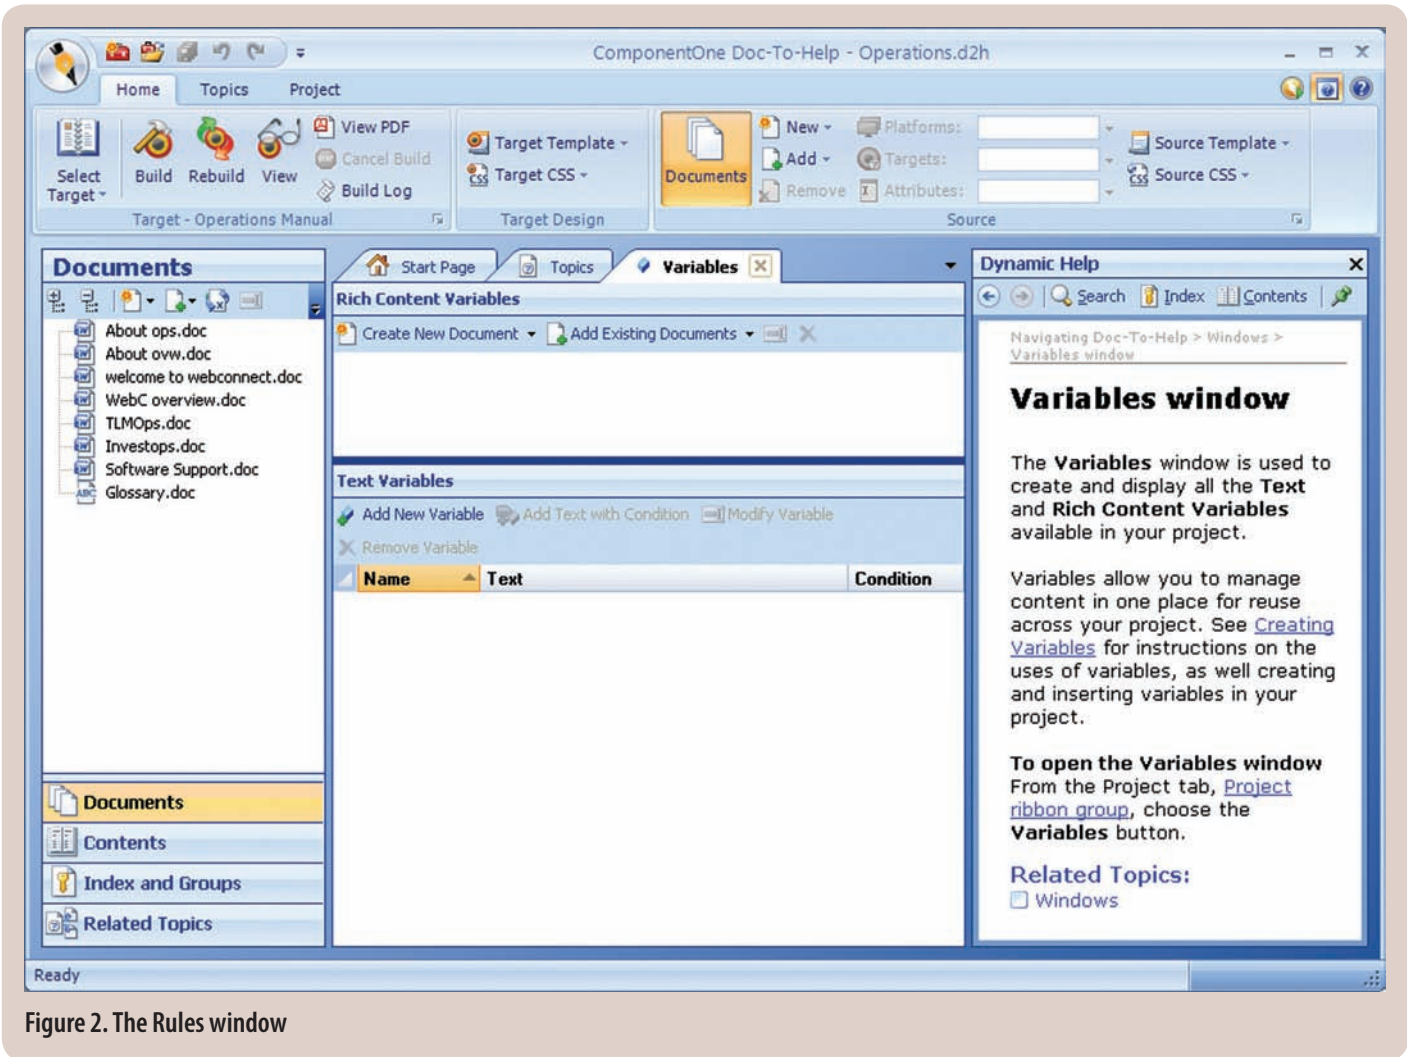 ComponentOne Doc-To-Help - Operations.d2h
Home Topics Project
Select Target
Build
Rebuild
View
View PDF
Cancel Build
Build Log
Target - Operations Manual
Target Template
Target CSS
Target Design
Documents
New
Add
Remove
Platforms:
Targets:
Attributes:
Source Template
Source CSS
Source
Documents
About ops.doc
About ovw.doc
welcome to webconnect.doc
WebC overview.doc
TLMOps.doc
Investops.doc
Software Support.doc
Glossary.doc
Documents
Contents
Index and Groups
Related Topics
Start Page Topics Variables
Rich Content Variables
Create New Document Add Existing Documents
Text Variables
Add New Variable Add Text with Condition Modify Variable
Remove Variable
Name Text Condition
Dynamic Help
Search Index Contents
Navigating Doc-To-Help > Windows >
Variables window
Variables window
The Variables window is used to
create and display all the Text
and Rich Content Variables
available in your project.
Variables allow you to manage
content in one place for reuse
across your project. See Creating
Variables for instructions on the
uses of variables, as well creating
and inserting variables in your
project.
To open the Variables window
From the Project tab, Project
ribbon group, choose the
Variables button.
Related Topics:
Windows
Ready
Figure 2. The Rules window